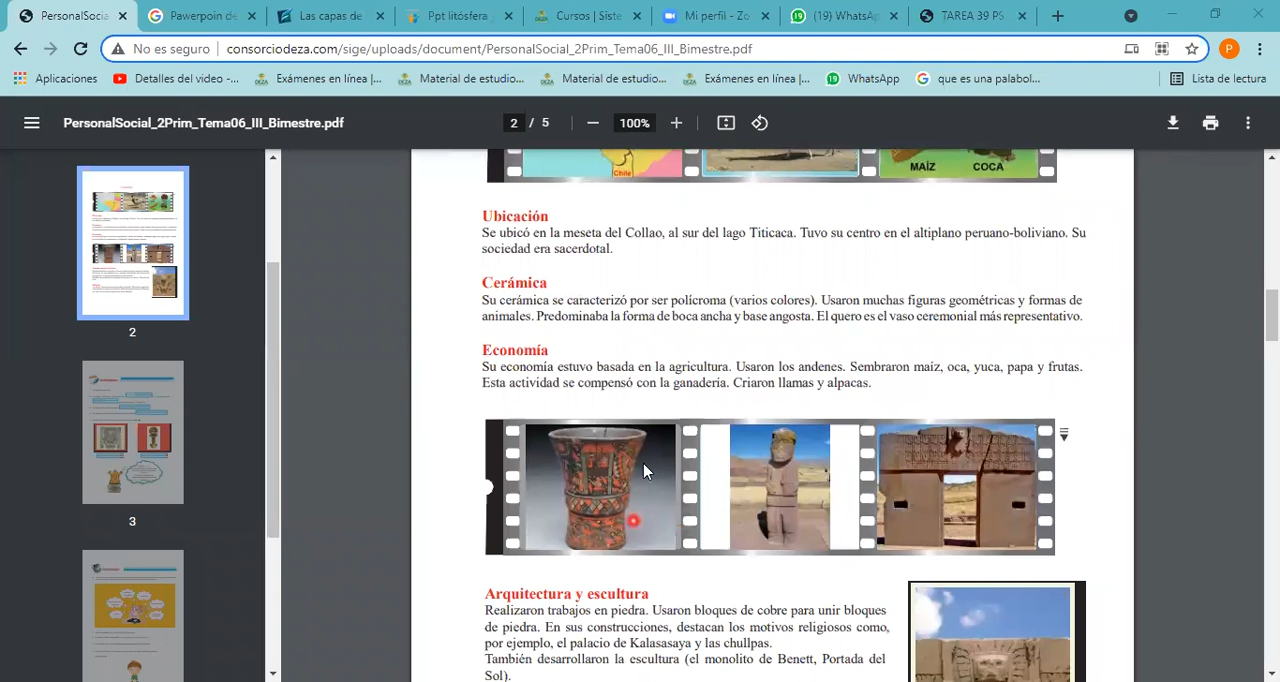 PersonalSoci
Pawerpoin de
Las capas de
Ppt litósfera
Cursos | Siste
Mi perfil - Zo
(19) WhatsAp
TAREA 39 PS
No es seguro
consorciodeza.com/sige/uploads/document/PersonalSocial_2Prim_Tema06_III_Bimestre.pdf
P
Aplicaciones
Detalles del video -...
Exámenes en línea |...
Material de estudio...
Material de estudio...
Exámenes en línea |...
WhatsApp
que es una palabol...
Lista de lectura
PersonalSocial_2Prim_Tema06_III_Bimestre.pdf
2 / 5
100%
Chile
MAÍZ
COCA
Ubicación
Se ubicó en la meseta del Collao, al sur del lago Titicaca. Tuvo su centro en el altiplano peruano-boliviano. Su
sociedad era sacerdotal.
Cerámica
Su cerámica se caracterizó por ser polícroma (varios colores). Usaron muchas figuras geométricas y formas de
animales. Predominaba la forma de boca ancha y base angosta. El quero es el vaso ceremonial más representativo.
Economía
Su economía estuvo basada en la agricultura. Usaron los andenes. Sembraron maíz, oca, yuca, papa y frutas.
Esta actividad se compensó con la ganadería. Criaron llamas y alpacas.
Arquitectura y escultura
Realizaron trabajos en piedra. Usaron bloques de cobre para unir bloques
de piedra. En sus construcciones, destacan los motivos religiosos como,
por ejemplo, el palacio de Kalasasaya y las chullpas.
También desarrollaron la escultura (el monolito de Benett, Portada del
Sol).
2
3